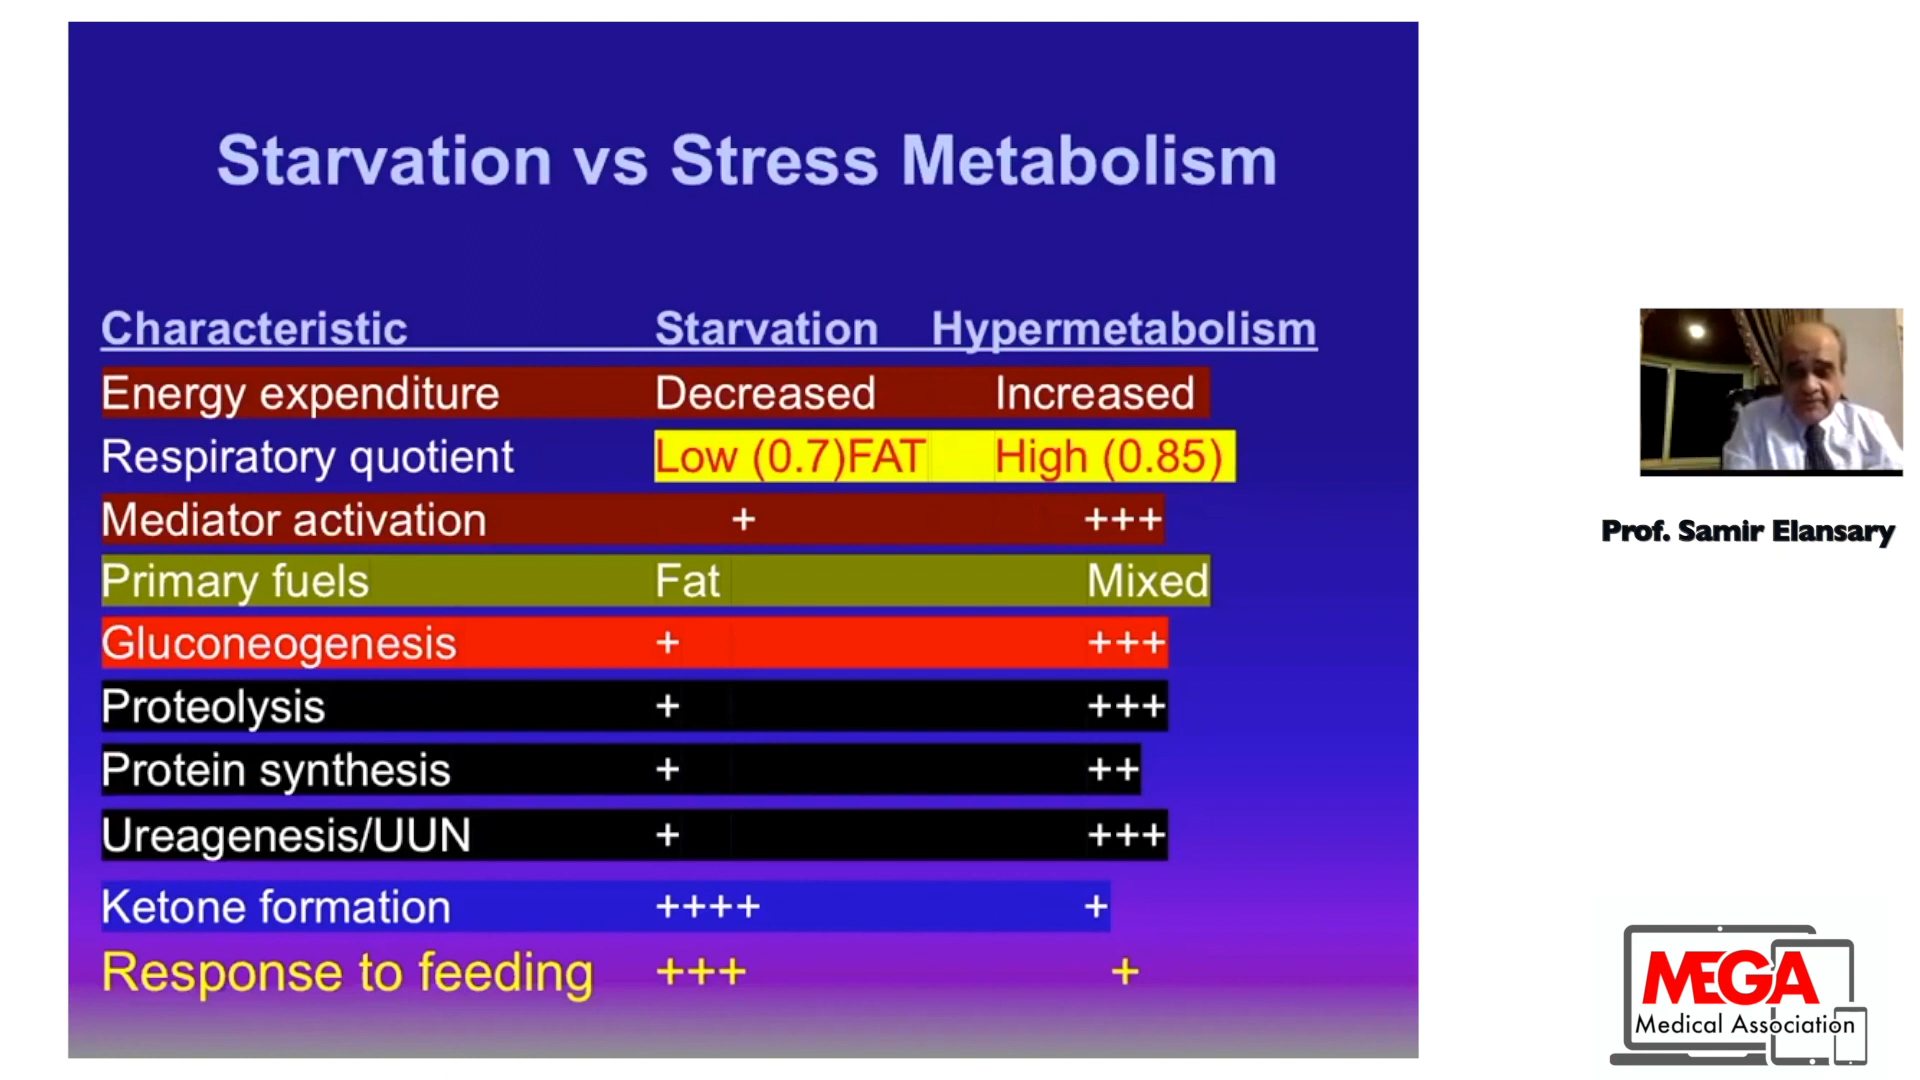 Starvation vs Stress Metabolism
Characteristic Starvation Hypermetabolism
Energy expenditure Decreased Increased
Respiratory quotient Low (0.7)FAT High (0.85)
Mediator activation + +++
Primary fuels Fat Mixed
Gluconeogenesis + +++
Proteolysis + +++
Protein synthesis + ++
Ureagenesis/UUN + +++
Ketone formation ++++ +
Response to feeding +++ +
Prof. Samir Elansary
MEGA
Medical Association